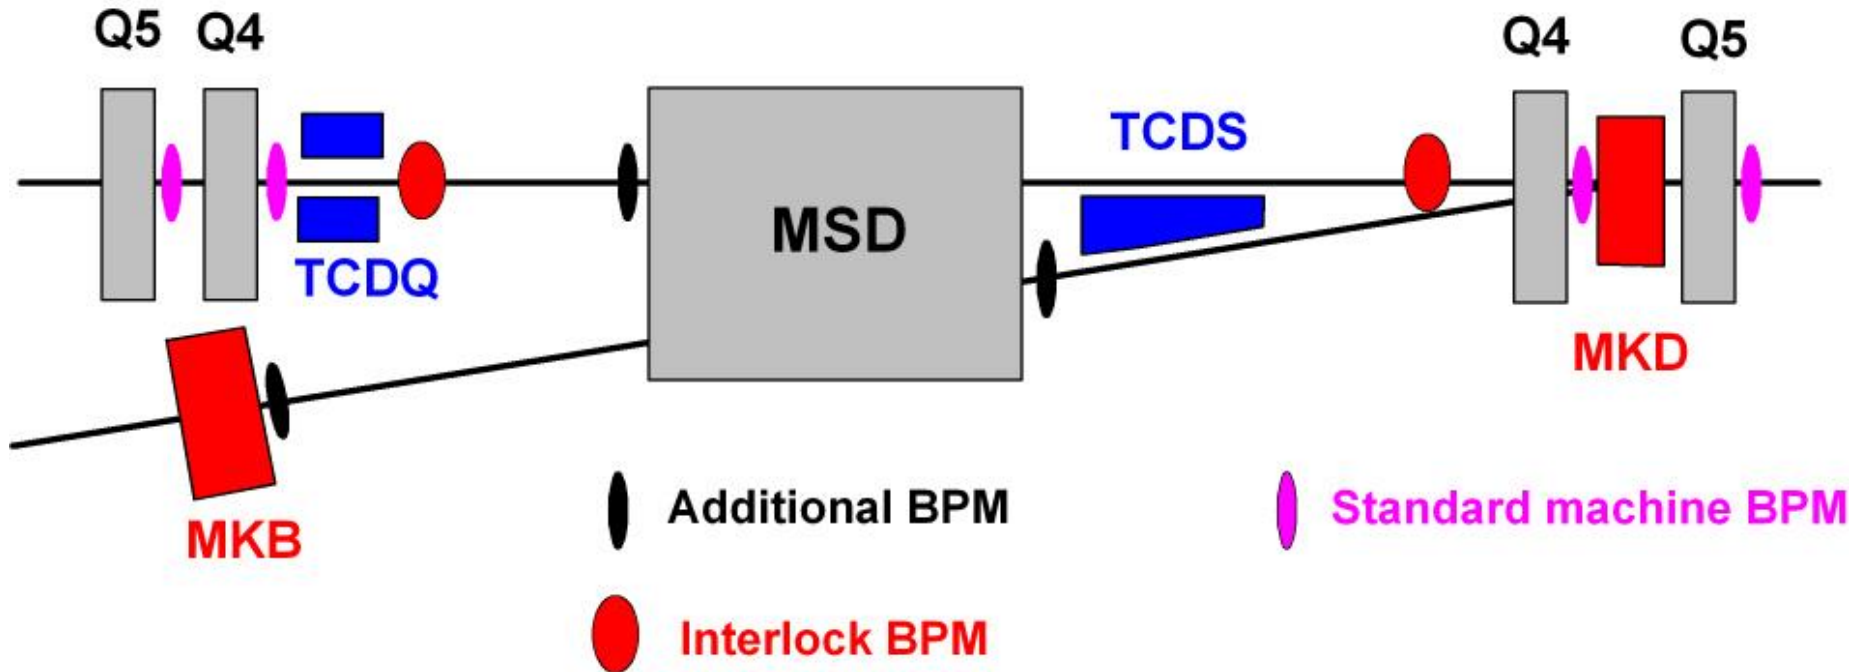 Q5 Q4 Q4 Q5
TCDS
MSD
TCDQ
MKD
MKB
Additional BPM
Standard machine BPM
Interlock BPM